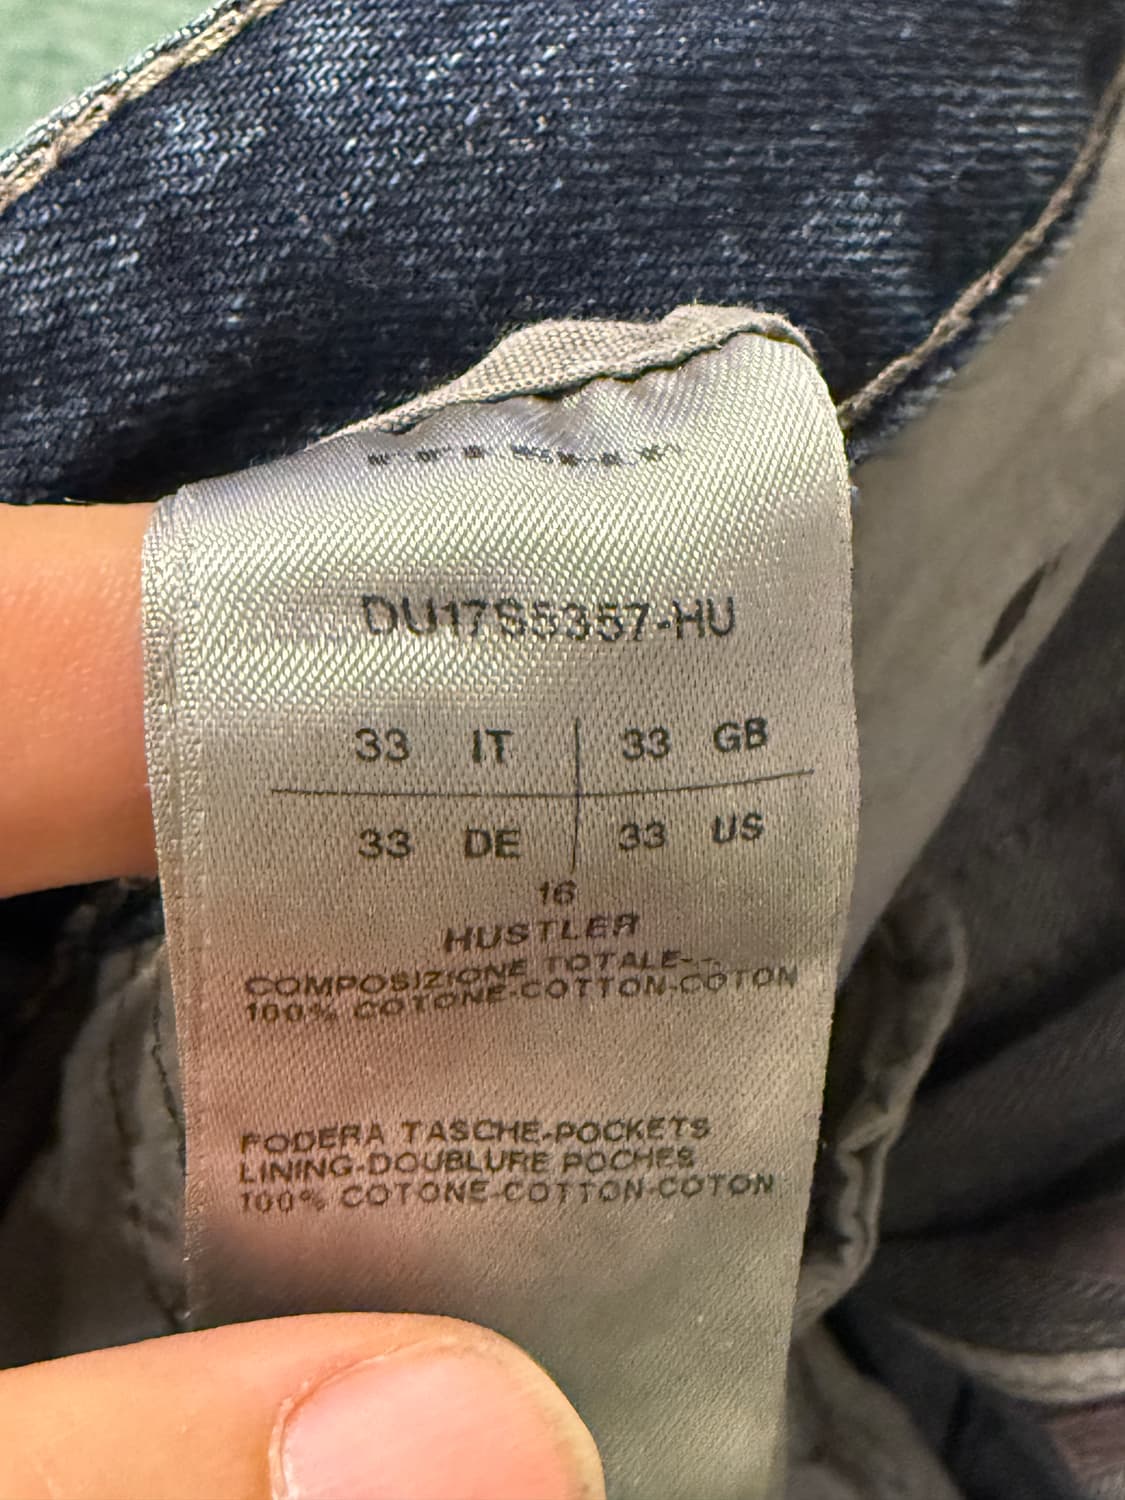 DU17S5357-HU
33 IT 33 GB
33 DE 33 US
16
HUSTLER
COMPOSIZIONE TOTALE--
100% COTONE-COTTON-COTON
FODERA TASCHE-POCKETS
LINING-DOUBLURE POCHES
100% COTONE-COTTON-COTON